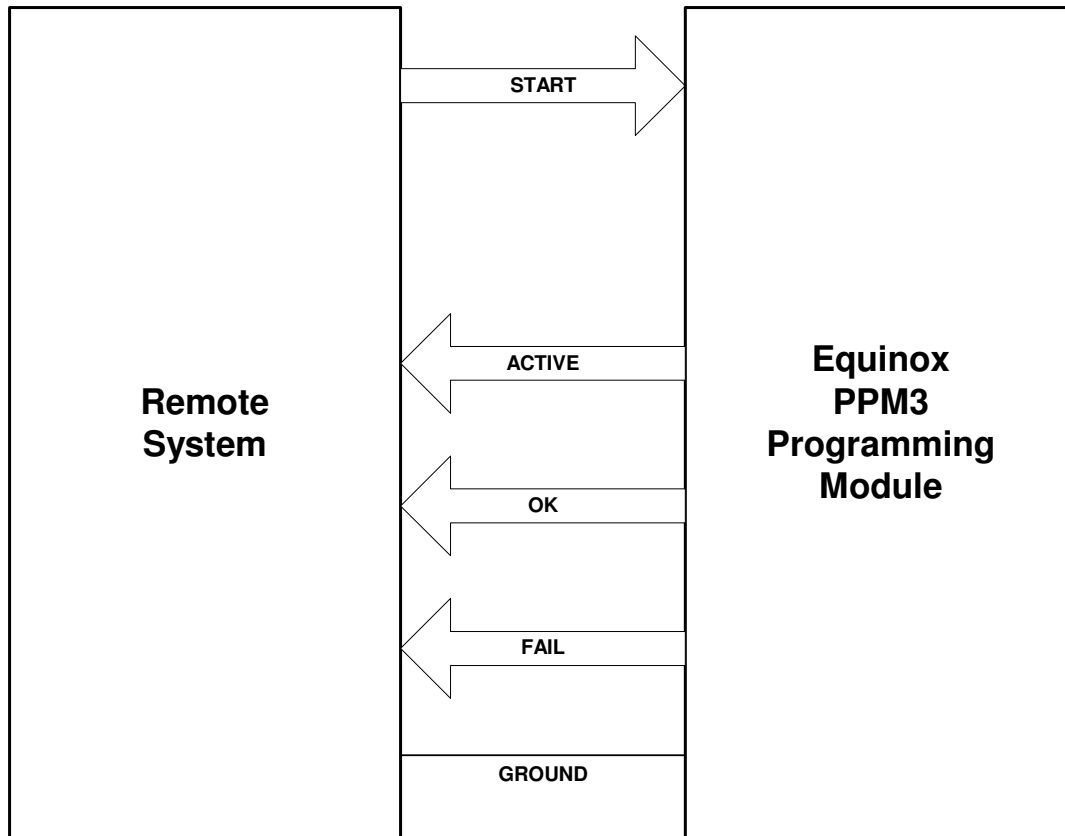 START
ACTIVE
Remote
System
Equinox
PPM3
Programming
Module
OK
FAIL
GROUND